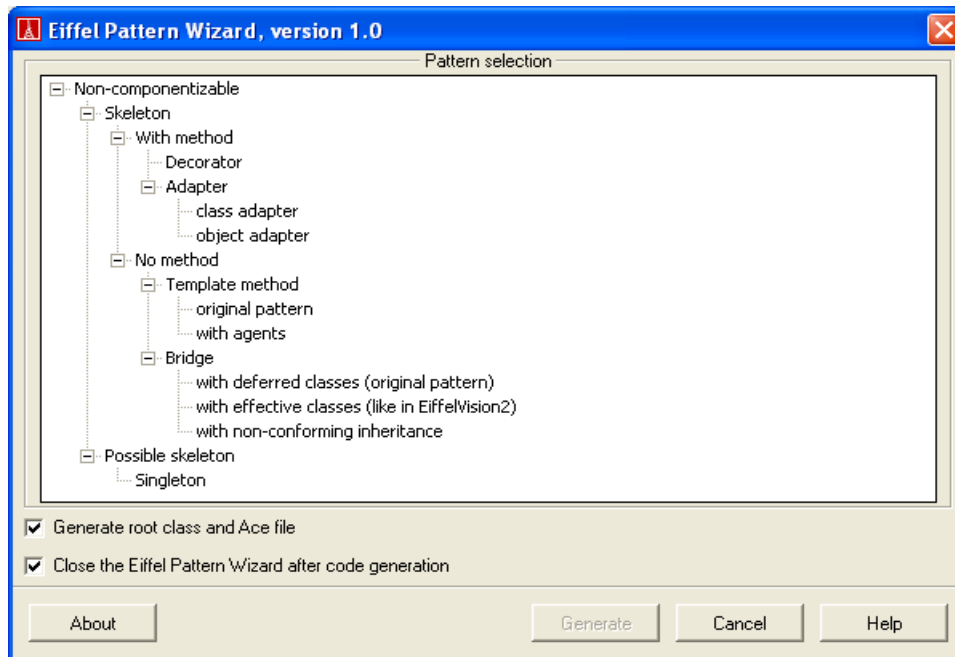 Eiffel Pattern Wizard, version 1.0
Pattern selection
Non-componentizable
Skeleton
With method
Decorator
Adapter
class adapter
object adapter
No method
Template method
original pattern
with agents
Bridge
with deferred classes (original pattern)
with effective classes (like in EiffelVision2)
with non-conforming inheritance
Possible skeleton
Singleton
Generate root class and Ace file
Close the Eiffel Pattern Wizard after code generation
About Generate Cancel Help